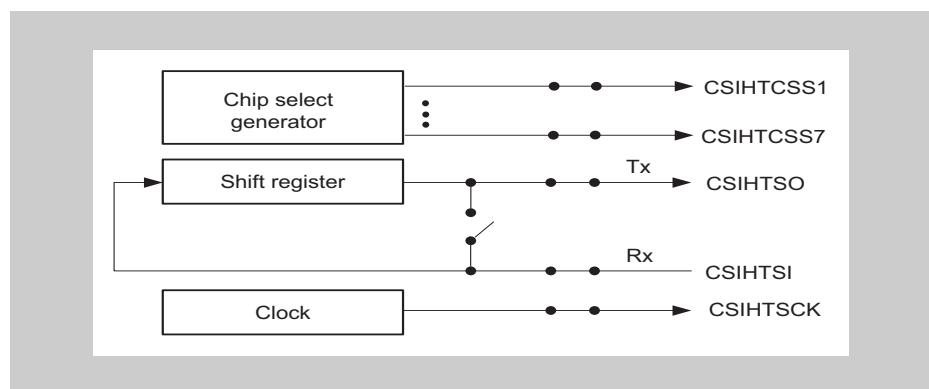 Chip select
generator
CSIHTCSS1
CSIHTCSS7
Shift register
Tx
CSIHTSO
Rx
CSIHTSI
Clock
CSIHTSCK